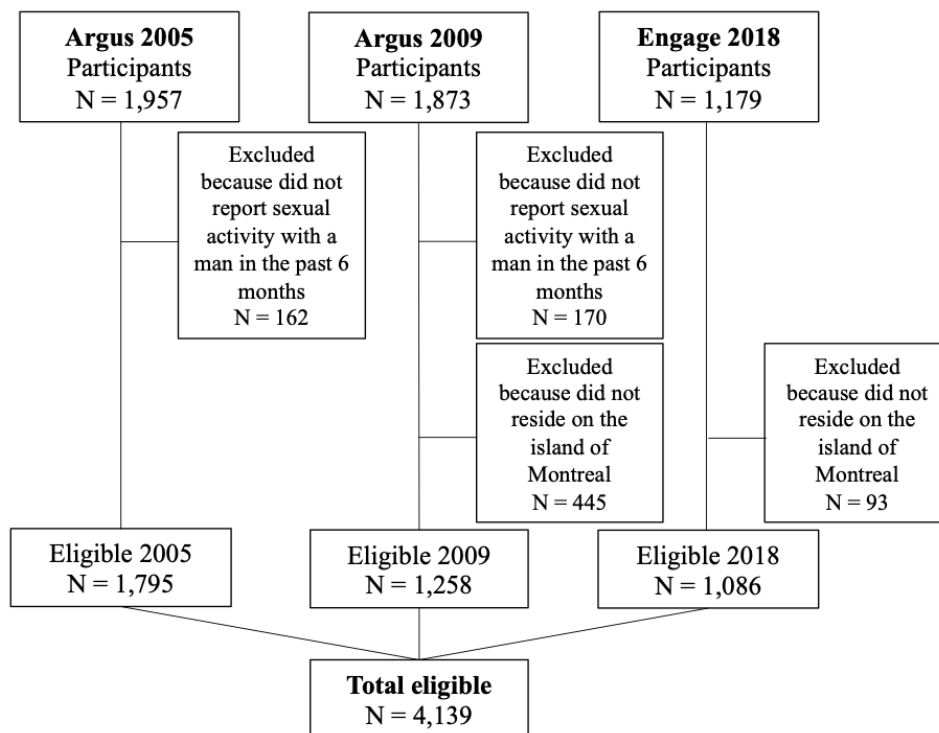 Argus 2005
Participants
N = 1,957
Argus 2009
Participants
N = 1,873
Engage 2018
Participants
N = 1,179
Excluded
because did not
report sexual
activity with a
man in the past 6
months
N = 162
Excluded
because did not
report sexual
activity with a
man in the past 6
months
N = 170
Excluded
because did not
reside on the
island of
Montreal
N = 445
Excluded
because did not
reside on the
island of
Montreal
N = 93
Eligible 2005
N = 1,795
Eligible 2009
N = 1,258
Eligible 2018
N = 1,086
Total eligible
N = 4,139